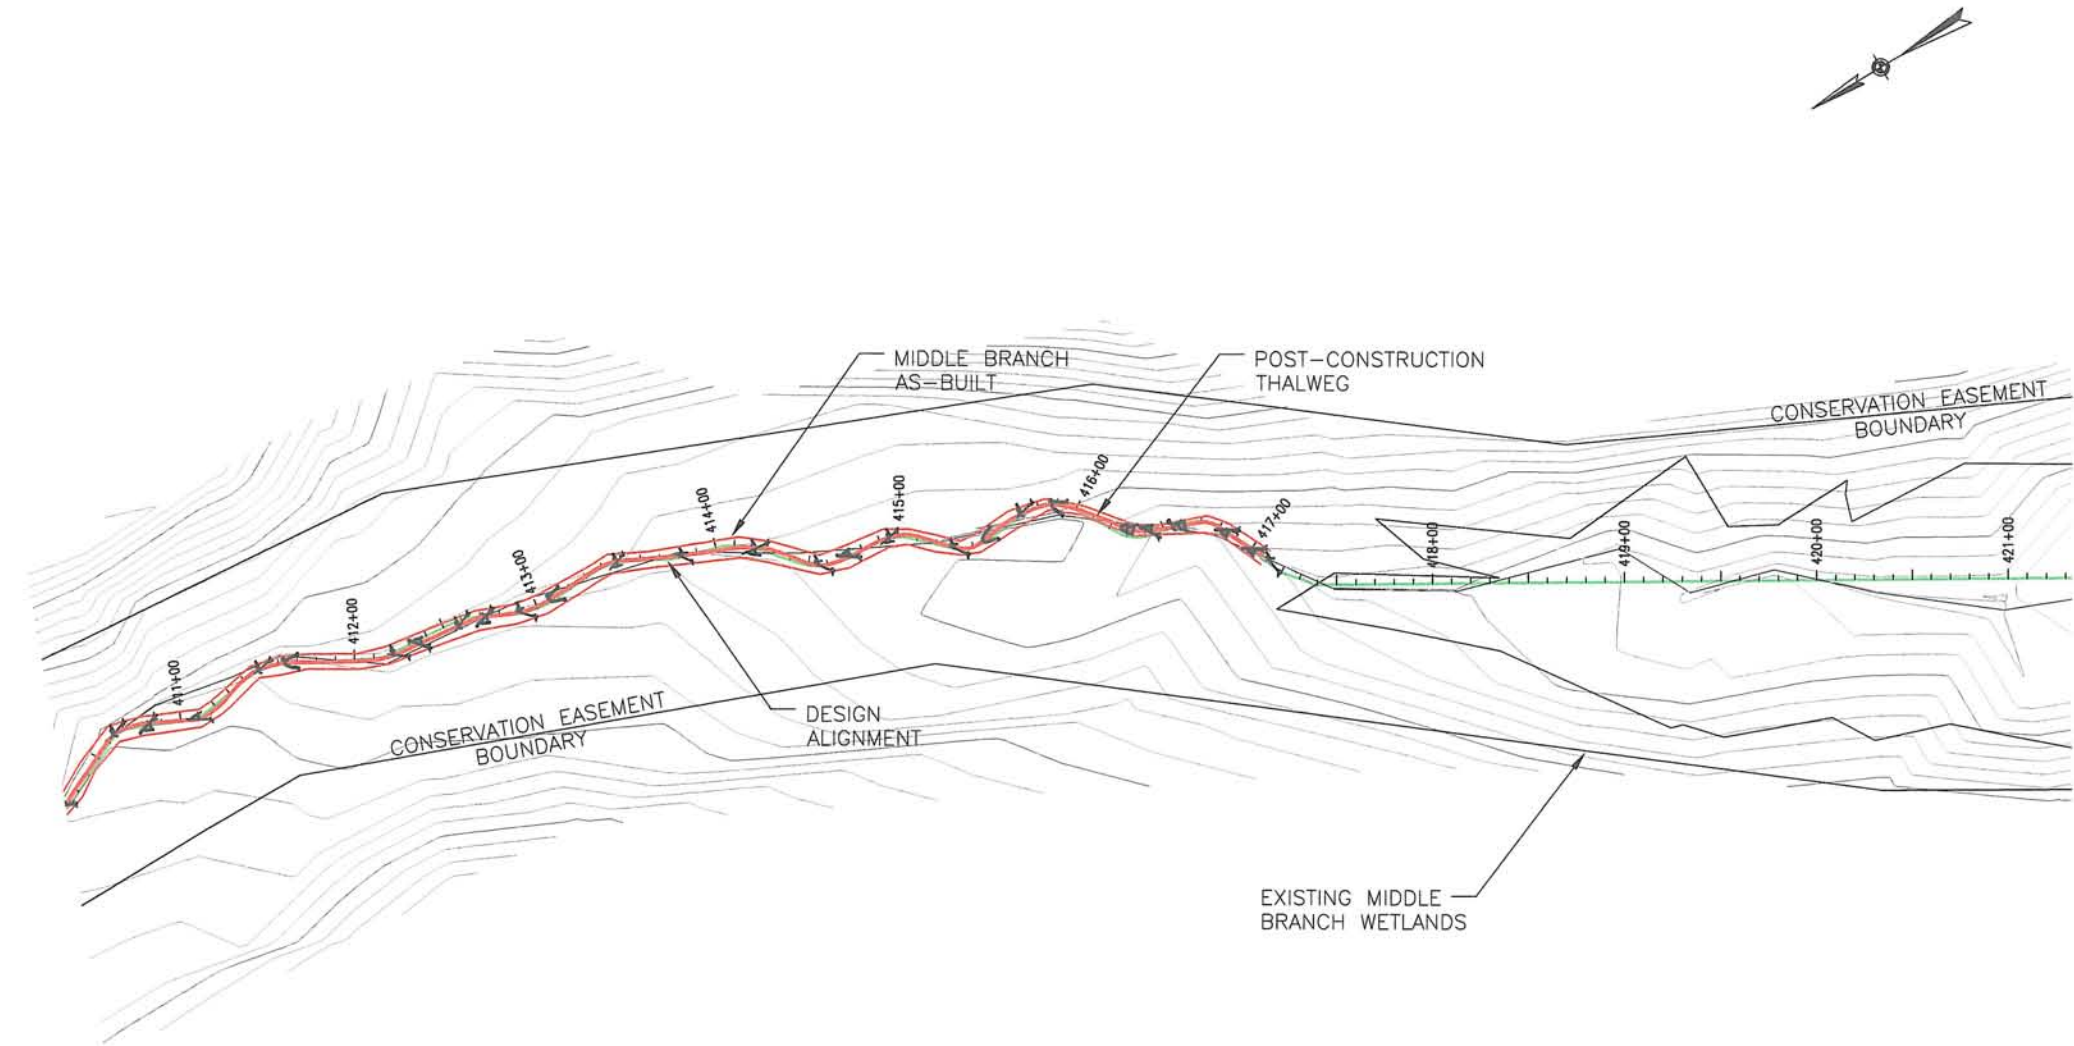 MIDDLE BRANCH
AS-BUILT
POST-CONSTRUCTION
THALWEG
CONSERVATION EASEMENT
BOUNDARY
411+00
412+00
413+00
414+00
415+00
416+00
417+00
418+00
419+00
420+00
421+00
CONSERVATION EASEMENT
BOUNDARY
DESIGN
ALIGNMENT
EXISTING MIDDLE
BRANCH WETLANDS